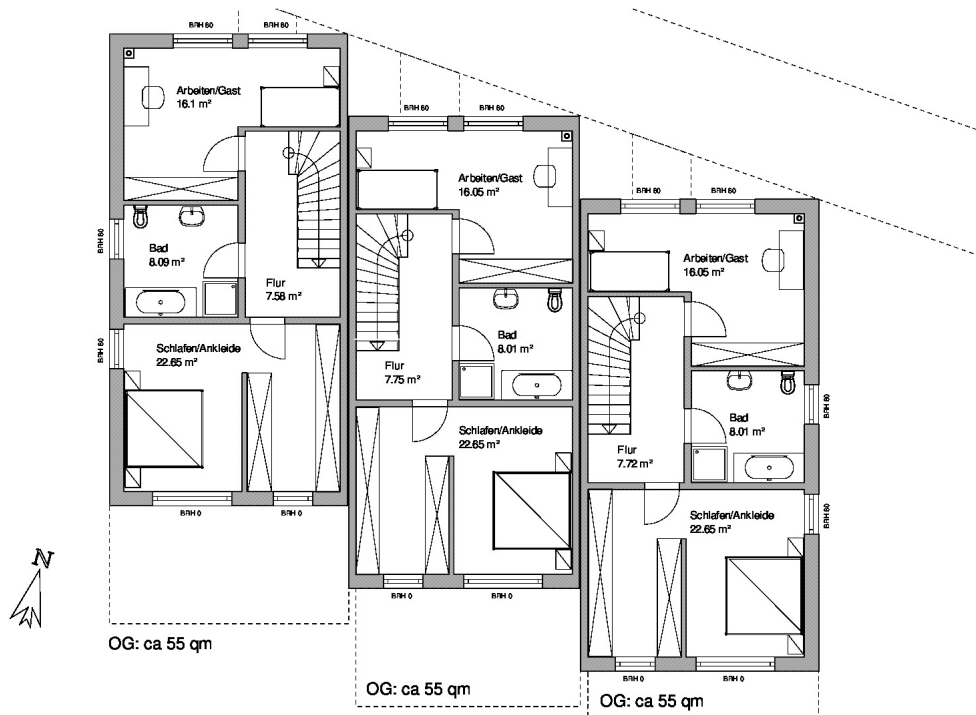 BRH 60
BRH 60
Arbeiten/Gast
16.1 m²
BRH 60
Bad
8.09 m²
Flur
7.58 m²
BRH 60
Schlafen/Ankleide
22.65 m²
BRH 0
BRH 0
OG: ca 55 qm
BRH 60
BRH 60
Arbeiten/Gast
16.05 m²
Bad
8.01 m²
Flur
7.75 m²
Schlafen/Ankleide
22.65 m²
BRH 0
BRH 0
OG: ca 55 qm
BRH 60
BRH 60
Arbeiten/Gast
16.05 m²
BRH 60
Bad
8.01 m²
Flur
7.72 m²
Schlafen/Ankleide
22.65 m²
BRH 60
BRH 0
BRH 0
OG: ca 55 qm
N